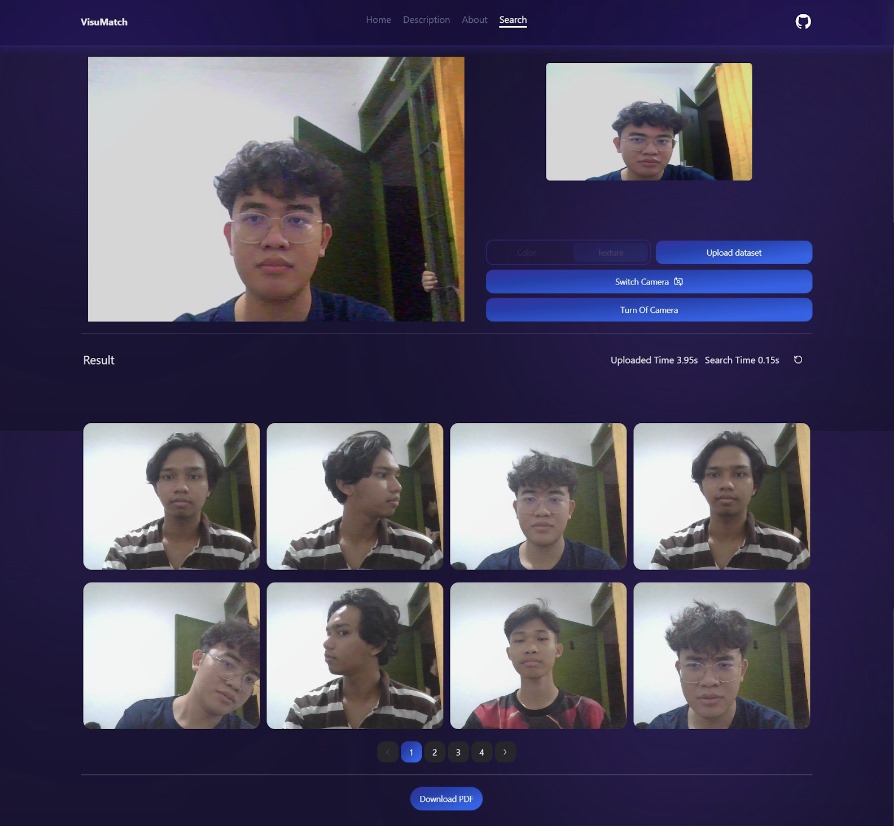 VisuMatch
Home Description About Search
Color Texture Upload dataset
Switch Camera
Turn Of Camera
Result
Uploaded Time 3.95s Search Time 0.15s
1 2 3 4
Download PDF